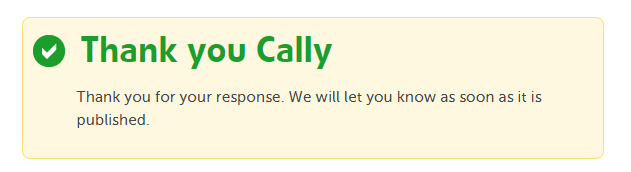 Thank you Cally
Thank you for your response. We will let you know as soon as it is
published.